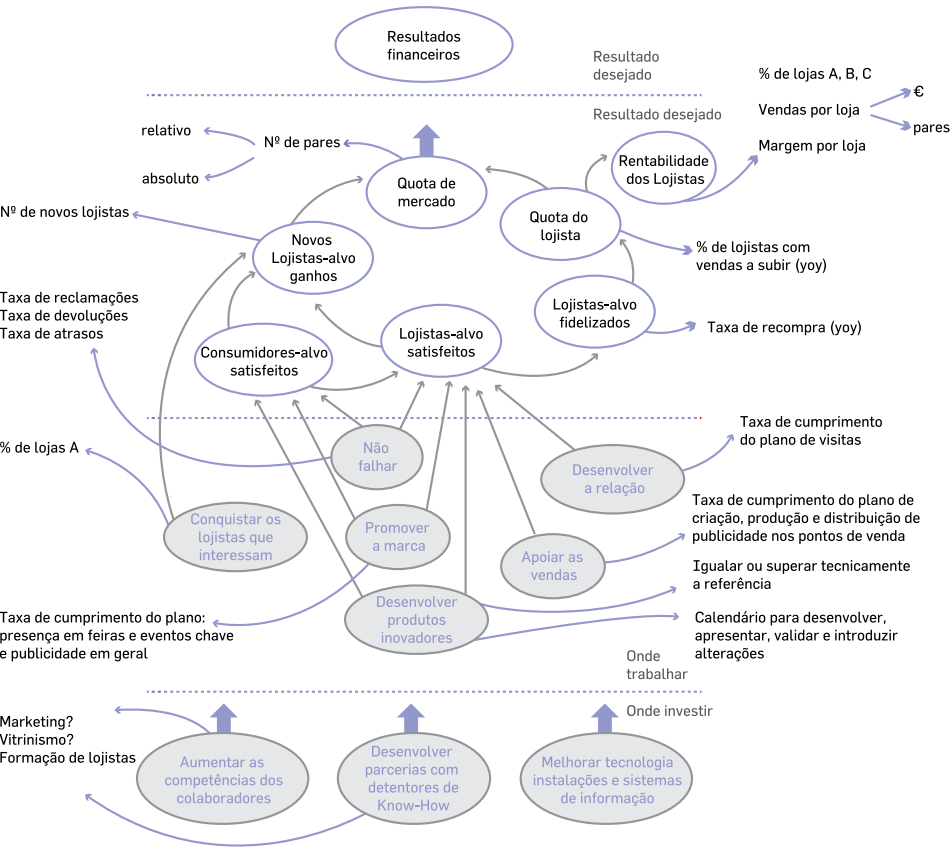 Resultados
financeiros
Resultado
desejado
Resultado desejado
% de lojas A, B, C
Vendas por loja
€
pares
Margem por loja
relativo
Nº de pares
absoluto
Quota de
mercado
Rentabilidade
dos Lojistas
Nº de novos lojistas
Quota do
lojista
Novos
Lojistas-alvo
ganhos
% de lojistas com
vendas a subir (yoy)
Taxa de reclamações
Taxa de devoluções
Taxa de atrasos
Lojistas-alvo
fidelizados
Taxa de recompra (yoy)
Consumidores-alvo
satisfeitos
Lojistas-alvo
satisfeitos
Taxa de cumprimento
do plano de visitas
% de lojas A
Não
falhar
Desenvolver
a relação
Taxa de cumprimento do plano de
criação, produção e distribuição de
publicidade nos pontos de venda
Conquistar os
lojistas que
interessam
Promover
a marca
Apoiar as
vendas
Igualar ou superar tecnicamente
a referência
Desenvolver
produtos
inovadores
Taxa de cumprimento do plano:
presença em feiras e eventos chave
e publicidade em geral
Calendário para desenvolver,
apresentar, validar e introduzir
alterações
Onde
trabalhar
Onde investir
Marketing?
Vitrinismo?
Formação de lojistas
Aumentar as
competências dos
colaboradores
Desenvolver
parcerias com
detentores de
Know-How
Melhorar tecnologia
instalações e sistemas
de informação